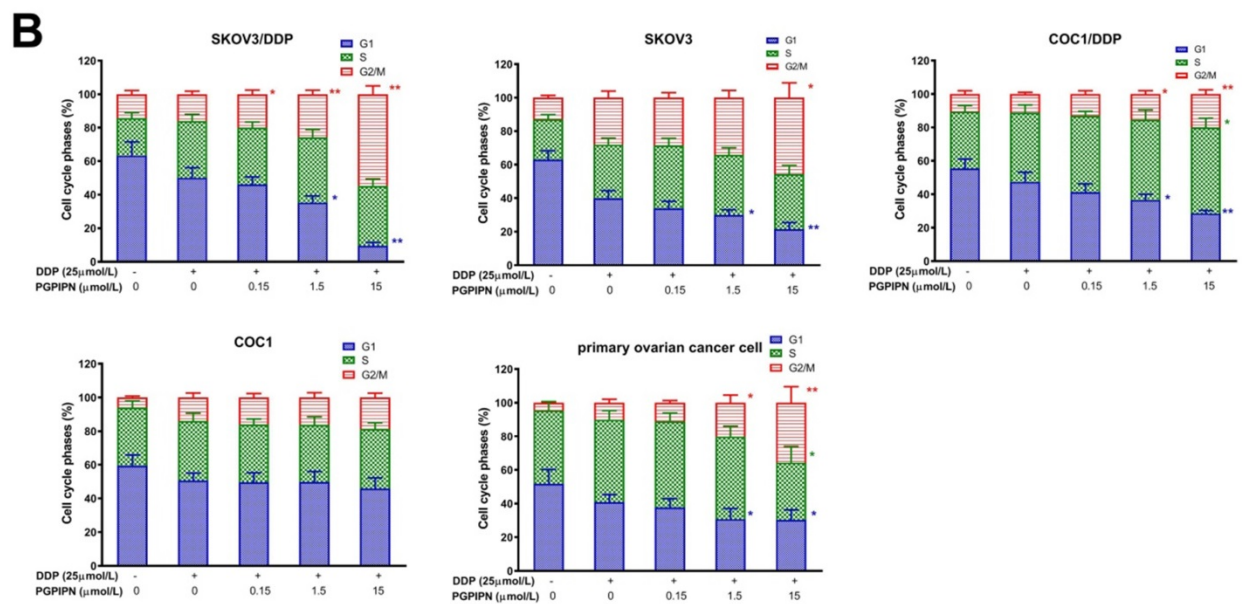 B
SKOV3/DDP
G1
S
G2/M
Cell cycle phases (%)
120
100
80
60
40
20
0
* ** **
*
**
DDP (25μmol/L) - + + + +
PGPIPN (μmol/L) 0 0 0.15 1.5 15
SKOV3
G1
S
G2/M
Cell cycle phases (%)
120
100
80
60
40
20
0
*
*
**
DDP (25μmol/L) - + + + +
PGPIPN (μmol/L) 0 0 0.15 1.5 15
COC1/DDP
G1
S
G2/M
Cell cycle phases (%)
120
100
80
60
40
20
0
* **
*
* **
DDP (25μmol/L) - + + + +
PGPIPN (μmol/L) 0 0 0.15 1.5 15
COC1
G1
S
G2/M
Cell cycle phases (%)
120
100
80
60
40
20
0
DDP (25μmol/L) - + + + +
PGPIPN (μmol/L) 0 0 0.15 1.5 15
primary ovarian cancer cell
G1
S
G2/M
Cell cycle phases (%)
120
100
80
60
40
20
0
* **
*
* *
DDP (25μmol/L) - + + + +
PGPIPN (μmol/L) 0 0 0.15 1.5 15